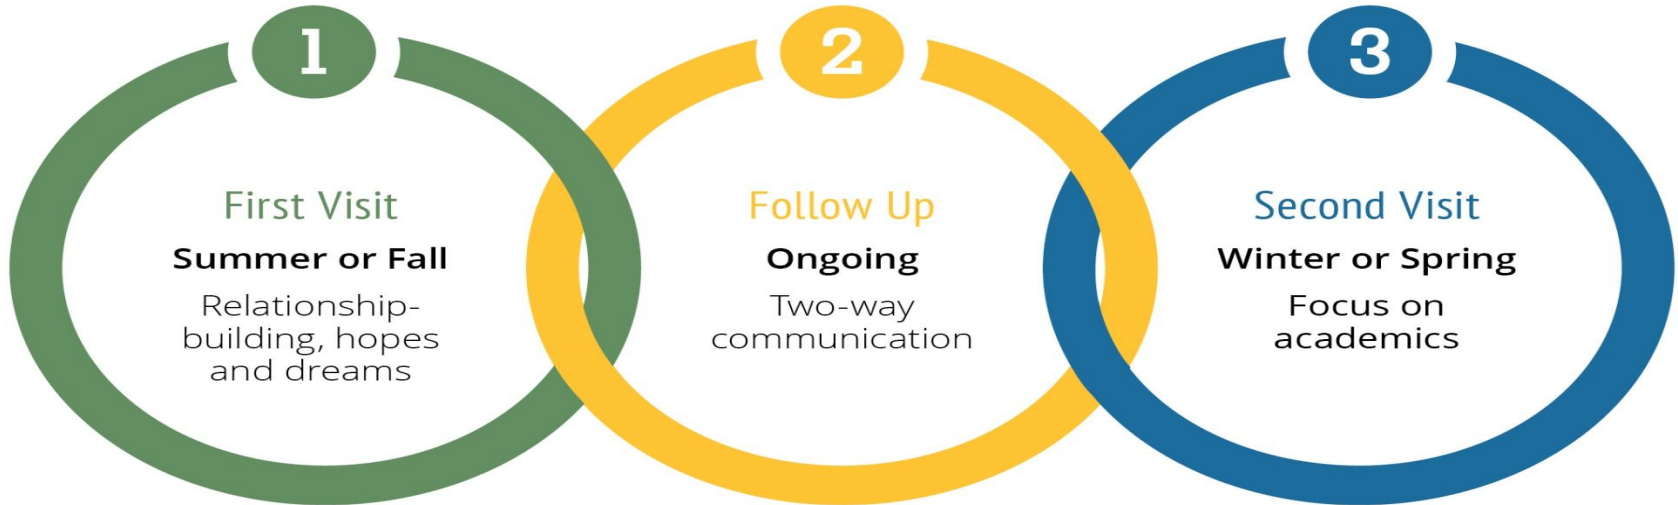 1
First Visit
Summer or Fall
Relationship-
building, hopes
and dreams
2
Follow Up
Ongoing
Two-way
communication
3
Second Visit
Winter or Spring
Focus on
academics